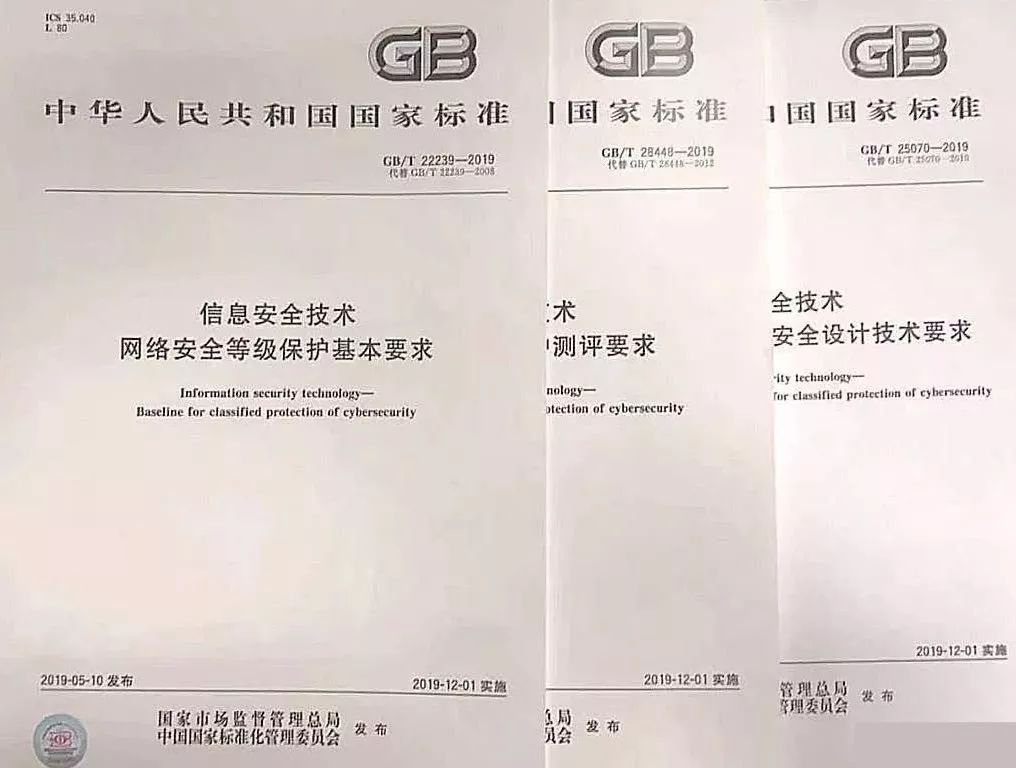 ICS 35.040
L 80
GB
中华人民共和国国家标准
GB/T 22239—2019
代替 GB/T 22239—2008
信息安全技术
网络安全等级保护基本要求
Information security technology—
Baseline for classified protection of cybersecurity
2019-05-10 发布
2019-12-01 实施
国家市场监督管理总局
中国国家标准化管理委员会
发布
GB
国家标准
GB/T 28448—2019
代替 GB/T 28448—2012
术
测评要求
nology—
otection of cybersecurity
2019-12-01 实施
总局
员会
发布
GB
国国家标准
GB/T 25070—2019
代替 GB/T 25070—2010
全技术
安全设计技术要求
ity technology—
for classified protection of cybersecurity
2019-12-01 实施
管理总局
管理委员会
发布